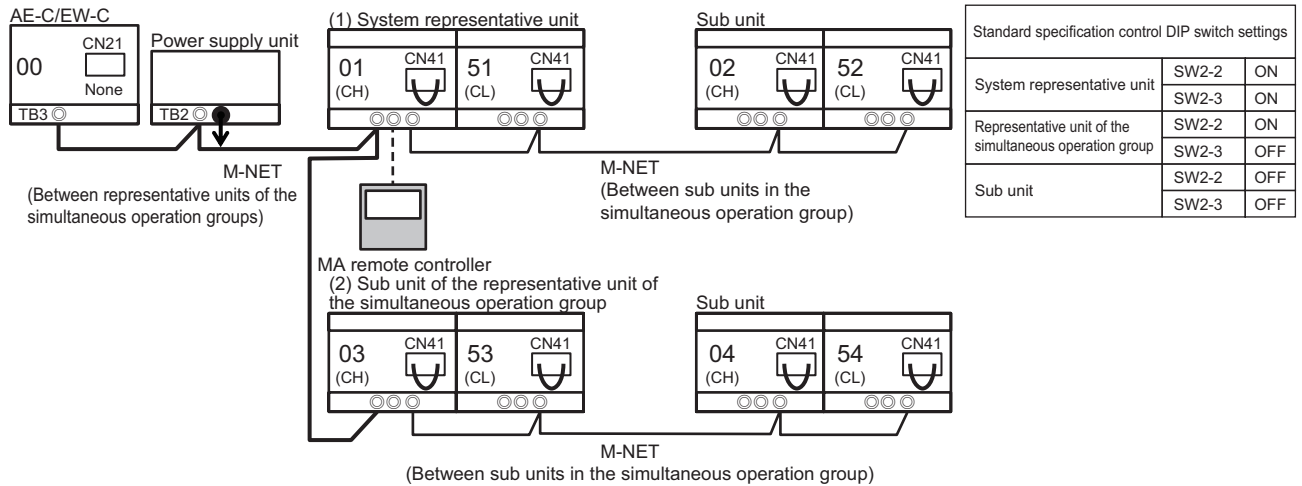 AE-C/EW-C
CN21
00
None
TB3
Power supply unit
TB2
M-NET
(Between representative units of the
simultaneous operation groups)
(1) System representative unit
01
(CH)
CN41
51
(CL)
CN41
Sub unit
02
(CH)
CN41
52
(CL)
CN41
M-NET
(Between sub units in the
simultaneous operation group)
MA remote controller
(2) Sub unit of the representative unit of
the simultaneous operation group
03
(CH)
CN41
53
(CL)
CN41
Sub unit
04
(CH)
CN41
54
(CL)
CN41
M-NET
(Between sub units in the simultaneous operation group)
Standard specification control DIP switch settings
System representative unit
SW2-2 ON
SW2-3 ON
Representative unit of the
simultaneous operation group
SW2-2 ON
SW2-3 OFF
Sub unit
SW2-2 OFF
SW2-3 OFF